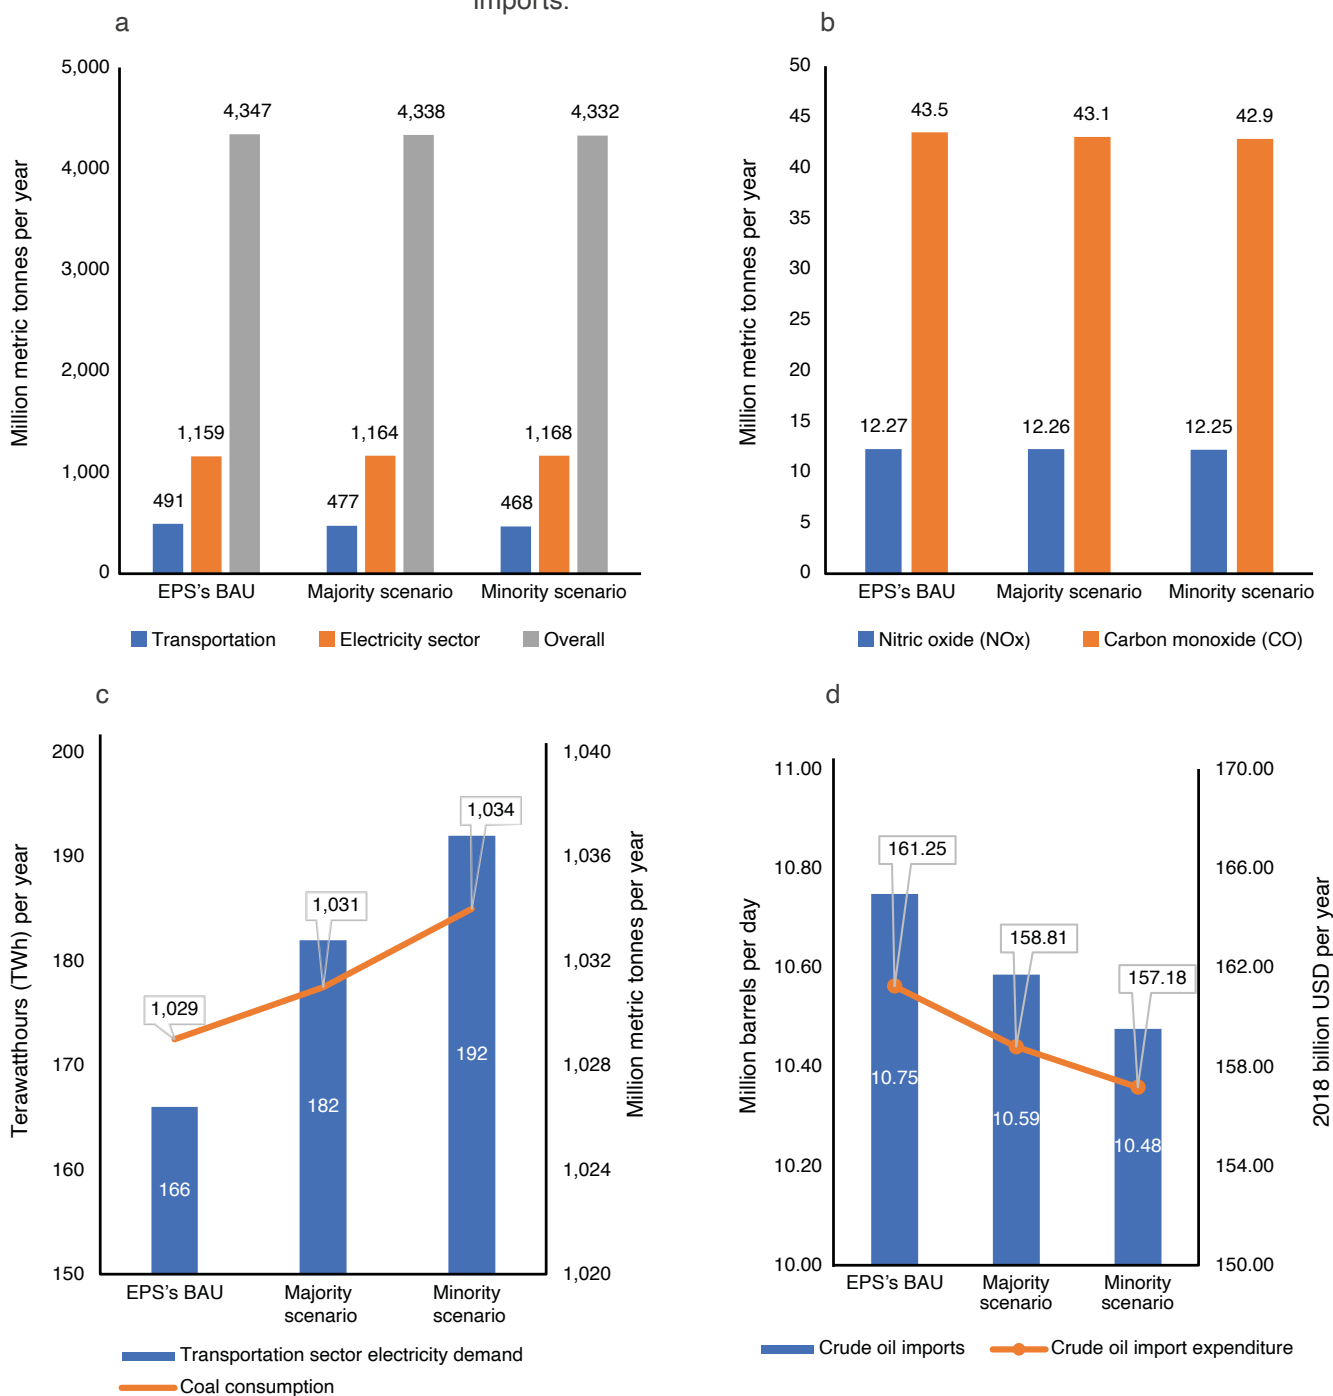 imports.
a
Million metric tonnes per year
5,000
4,000
3,000
2,000
1,000
0
4,347
4,338
4,332
1,159
1,164
1,168
491
477
468
EPS's BAU
Majority scenario
Minority scenario
Transportation
Electricity sector
Overall
b
Million metric tonnes per year
50
45
40
35
30
25
20
15
10
5
0
43.5
43.1
42.9
12.27
12.26
12.25
EPS's BAU
Majority scenario
Minority scenario
Nitric oxide (NOx)
Carbon monoxide (CO)
c
Terawatthours (TWh) per year
200
190
180
170
160
150
1,029
1,031
1,034
166
182
192
1,040
1,036
1,032
1,028
1,024
1,020
Million metric tonnes per year
EPS's BAU
Majority
scenario
Minority
scenario
Transportation sector electricity demand
Coal consumption
d
Million barrels per day
11.00
10.80
10.60
10.40
10.20
10.00
161.25
158.81
157.18
10.75
10.59
10.48
170.00
166.00
162.00
158.00
154.00
150.00
2018 billion USD per year
EPS's BAU
Majority
scenario
Minority
scenario
Crude oil imports
Crude oil import expenditure